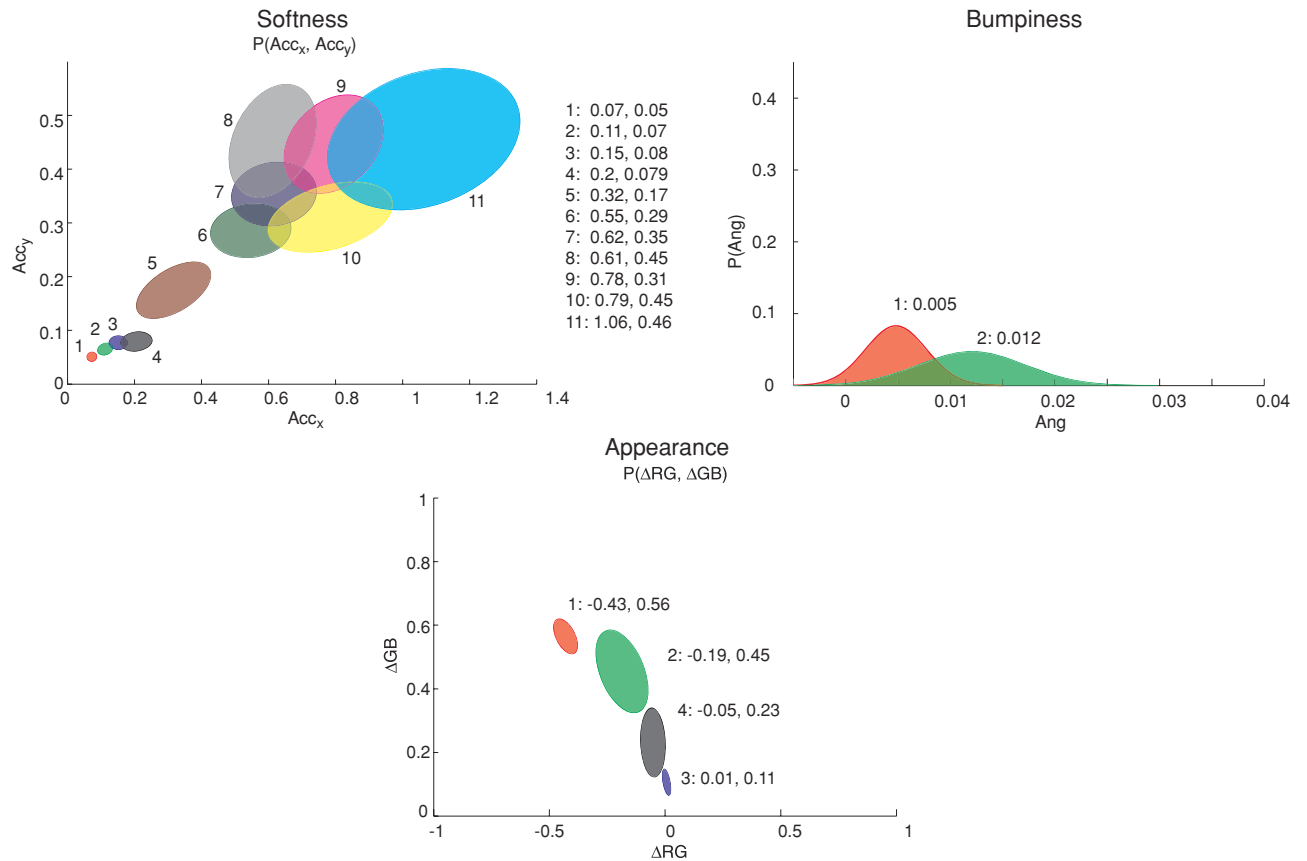 Softness
P(Acc_x, Acc_y)
Acc_y
0.5
0.4
0.3
0.2
0.1
0
0 0.2 0.4 0.6 0.8 1 1.2 1.4
Acc_x
1
2
3
4
5
6
7
8
9
10
11
1: 0.07, 0.05
2: 0.11, 0.07
3: 0.15, 0.08
4: 0.2, 0.079
5: 0.32, 0.17
6: 0.55, 0.29
7: 0.62, 0.35
8: 0.61, 0.45
9: 0.78, 0.31
10: 0.79, 0.45
11: 1.06, 0.46
Bumpiness
P(Ang)
0.4
0.3
0.2
0.1
0
1: 0.005
2: 0.012
0 0.01 0.02 0.03 0.04
Ang
Appearance
P(ΔRG, ΔGB)
ΔGB
1
0.8
0.6
0.4
0.2
0
1: -0.43, 0.56
2: -0.19, 0.45
4: -0.05, 0.23
3: 0.01, 0.11
-1 -0.5 0 0.5 1
ΔRG